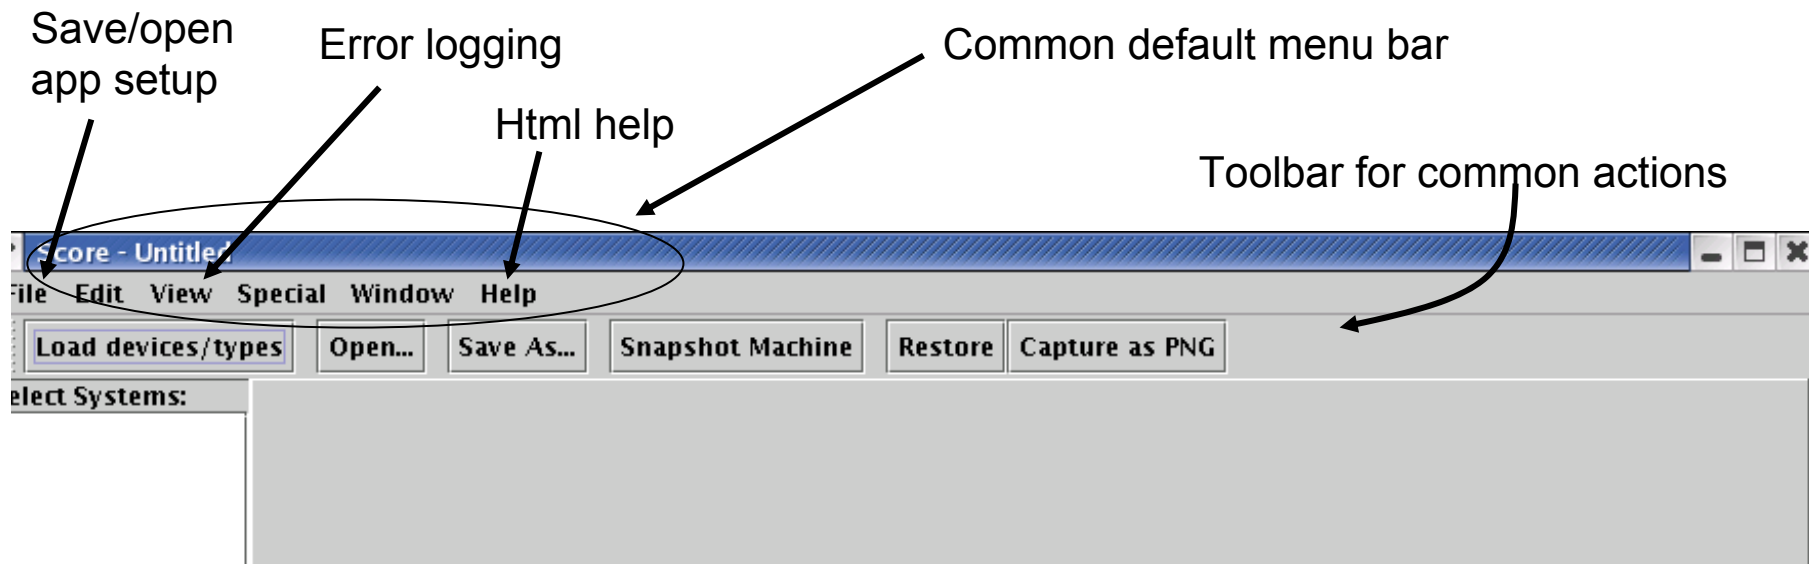 Save/open
app setup
Error logging
Html help
Common default menu bar
Toolbar for common actions
Score - Untitled
File Edit View Special Window Help
Load devices/types Open... Save As... Snapshot Machine Restore Capture as PNG
elect Systems: